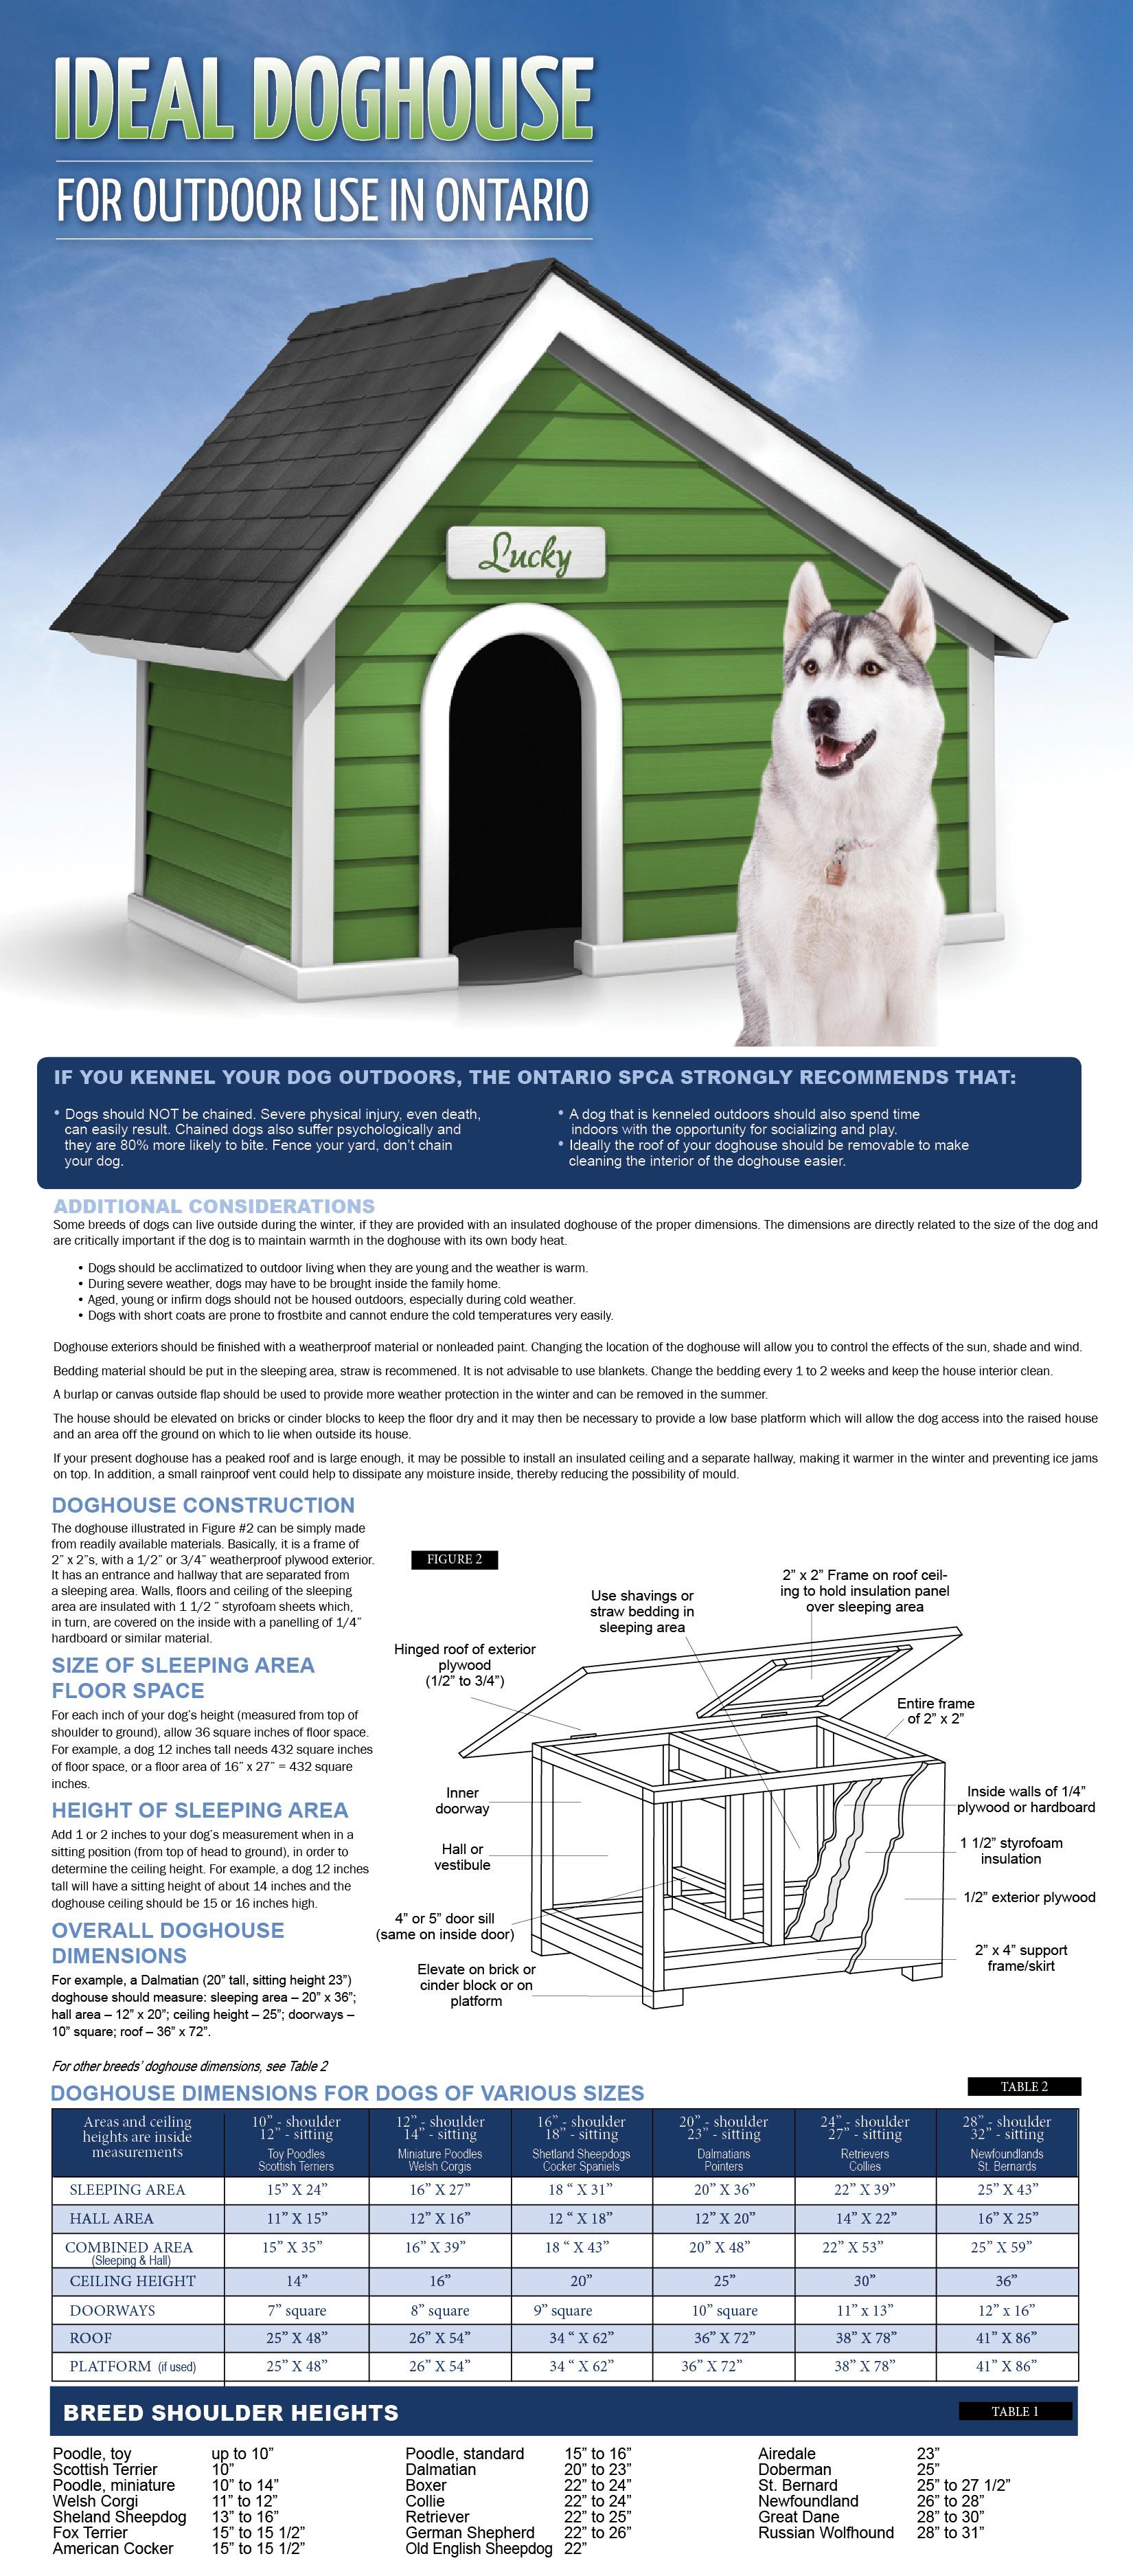 IDEAL DOGHOUSE
FOR OUTDOOR USE IN ONTARIO
Lucky
IF YOU KENNEL YOUR DOG OUTDOORS, THE ONTARIO SPCA STRONGLY RECOMMENDS THAT:
• Dogs should NOT be chained. Severe physical injury, even death,
can easily result. Chained dogs also suffer psychologically and
they are 80% more likely to bite. Fence your yard, don’t chain
your dog.
• A dog that is kenneled outdoors should also spend time
indoors with the opportunity for socializing and play.
• Ideally the roof of your doghouse should be removable to make
cleaning the interior of the doghouse easier.
ADDITIONAL CONSIDERATIONS
Some breeds of dogs can live outside during the winter, if they are provided with an insulated doghouse of the proper dimensions. The dimensions are directly related to the size of the dog and
are critically important if the dog is to maintain warmth in the doghouse with its own body heat.
• Dogs should be acclimatized to outdoor living when they are young and the weather is warm.
• During severe weather, dogs may have to be brought inside the family home.
• Aged, young or infirm dogs should not be housed outdoors, especially during cold weather.
• Dogs with short coats are prone to frostbite and cannot endure the cold temperatures very easily.
Doghouse exteriors should be finished with a weatherproof material or nonleaded paint. Changing the location of the doghouse will allow you to control the effects of the sun, shade and wind.
Bedding material should be put in the sleeping area, straw is recommened. It is not advisable to use blankets. Change the bedding every 1 to 2 weeks and keep the house interior clean.
A burlap or canvas outside flap should be used to provide more weather protection in the winter and can be removed in the summer.
The house should be elevated on bricks or cinder blocks to keep the floor dry and it may then be necessary to provide a low base platform which will allow the dog access into the raised house
and an area off the ground on which to lie when outside its house.
If your present doghouse has a peaked roof and is large enough, it may be possible to install an insulated ceiling and a separate hallway, making it warmer in the winter and preventing ice jams
on top. In addition, a small rainproof vent could help to dissipate any moisture inside, thereby reducing the possibility of mould.
DOGHOUSE CONSTRUCTION
The doghouse illustrated in Figure #2 can be simply made
from readily available materials. Basically, it is a frame of
2” x 2”s, with a 1/2” or 3/4” weatherproof plywood exterior.
It has an entrance and hallway that are separated from
a sleeping area. Walls, floors and ceiling of the sleeping
area are insulated with 1 1/2 ” styrofoam sheets which,
in turn, are covered on the inside with a panelling of 1/4”
hardboard or similar material.
SIZE OF SLEEPING AREA
FLOOR SPACE
For each inch of your dog’s height (measured from top of
shoulder to ground), allow 36 square inches of floor space.
For example, a dog 12 inches tall needs 432 square inches
of floor space, or a floor area of 16” x 27” = 432 square
inches.
HEIGHT OF SLEEPING AREA
Add 1 or 2 inches to your dog’s measurement when in a
sitting position (from top of head to ground), in order to
determine the ceiling height. For example, a dog 12 inches
tall will have a sitting height of about 14 inches and the
doghouse ceiling should be 15 or 16 inches high.
OVERALL DOGHOUSE
DIMENSIONS
For example, a Dalmatian (20” tall, sitting height 23”)
doghouse should measure: sleeping area – 20” x 36”;
hall area – 12” x 20”; ceiling height – 25”; doorways –
10” square; roof – 36” x 72”.
For other breeds’ doghouse dimensions, see Table 2
FIGURE 2
2” x 2” Frame on roof ceil-
ing to hold insulation panel
over sleeping area
Use shavings or
straw bedding in
sleeping area
Hinged roof of exterior
plywood
(1/2” to 3/4”)
Entire frame
of 2” x 2”
Inner
doorway
Inside walls of 1/4”
plywood or hardboard
Hall or
vestibule
1 1/2” styrofoam
insulation
1/2” exterior plywood
4” or 5” door sill
(same on inside door)
2” x 4” support
frame/skirt
Elevate on brick or
cinder block or on
platform
DOGHOUSE DIMENSIONS FOR DOGS OF VARIOUS SIZES
TABLE 2
Areas and ceiling
heights are inside
measurements
10” - shoulder
12” - sitting
Toy Poodles
Scottish Terriers
12” - shoulder
14” - sitting
Miniature Poodles
Welsh Corgis
16” - shoulder
18” - sitting
Shetland Sheepdogs
Cocker Spaniels
20” - shoulder
23” - sitting
Dalmatians
Pointers
24” - shoulder
27” - sitting
Retrievers
Collies
28” - shoulder
32” - sitting
Newfoundlands
St. Bernards
SLEEPING AREA 15” X 24” 16” X 27” 18 “ X 31” 20” X 36” 22” X 39” 25” X 43”
HALL AREA 11” X 15” 12” X 16” 12 “ X 18” 12” X 20” 14” X 22” 16” X 25”
COMBINED AREA 15” X 35” 16” X 39” 18 “ X 43” 20” X 48” 22” X 53” 25” X 59”
(Sleeping & Hall)
CEILING HEIGHT 14” 16” 20” 25” 30” 36”
DOORWAYS 7” square 8” square 9” square 10” square 11” x 13” 12” x 16”
ROOF 25” X 48” 26” X 54” 34 “ X 62” 36” X 72” 38” X 78” 41” X 86”
PLATFORM (if used) 25” X 48” 26” X 54” 34 “ X 62” 36” X 72” 38” X 78” 41” X 86”
BREED SHOULDER HEIGHTS
TABLE 1
Poodle, toy up to 10”
Scottish Terrier 10”
Poodle, miniature 10” to 14”
Welsh Corgi 11” to 12”
Sheland Sheepdog 13” to 16”
Fox Terrier 15” to 15 1/2”
American Cocker 15” to 15 1/2”
Poodle, standard 15” to 16”
Dalmatian 20” to 23”
Boxer 22” to 24”
Collie 22” to 24”
Retriever 22” to 25”
German Shepherd 22” to 26”
Old English Sheepdog 22”
Airedale 23”
Doberman 25”
St. Bernard 25” to 27 1/2”
Newfoundland 26” to 28”
Great Dane 28” to 30”
Russian Wolfhound 28” to 31”